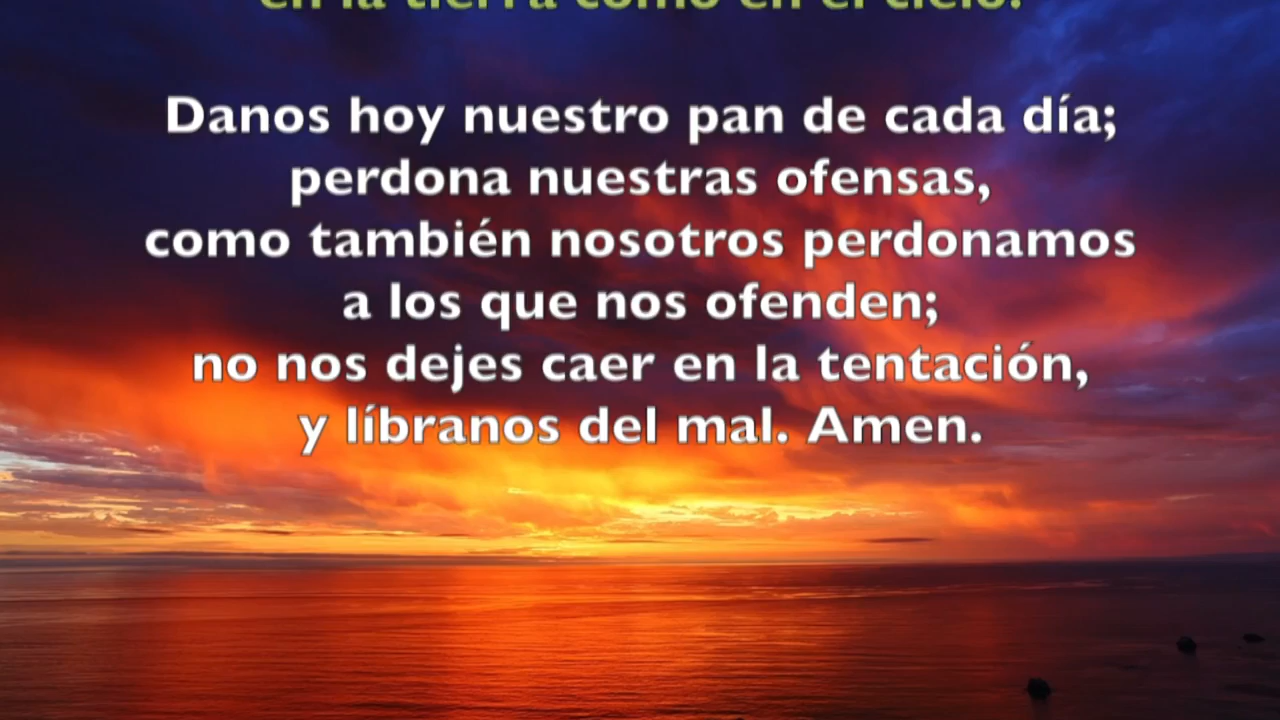 en la tierra como en el cielo.
Danos hoy nuestro pan de cada día;
perdona nuestras ofensas,
como también nosotros perdonamos
a los que nos ofenden;
no nos dejes caer en la tentación,
y líbranos del mal. Amen.